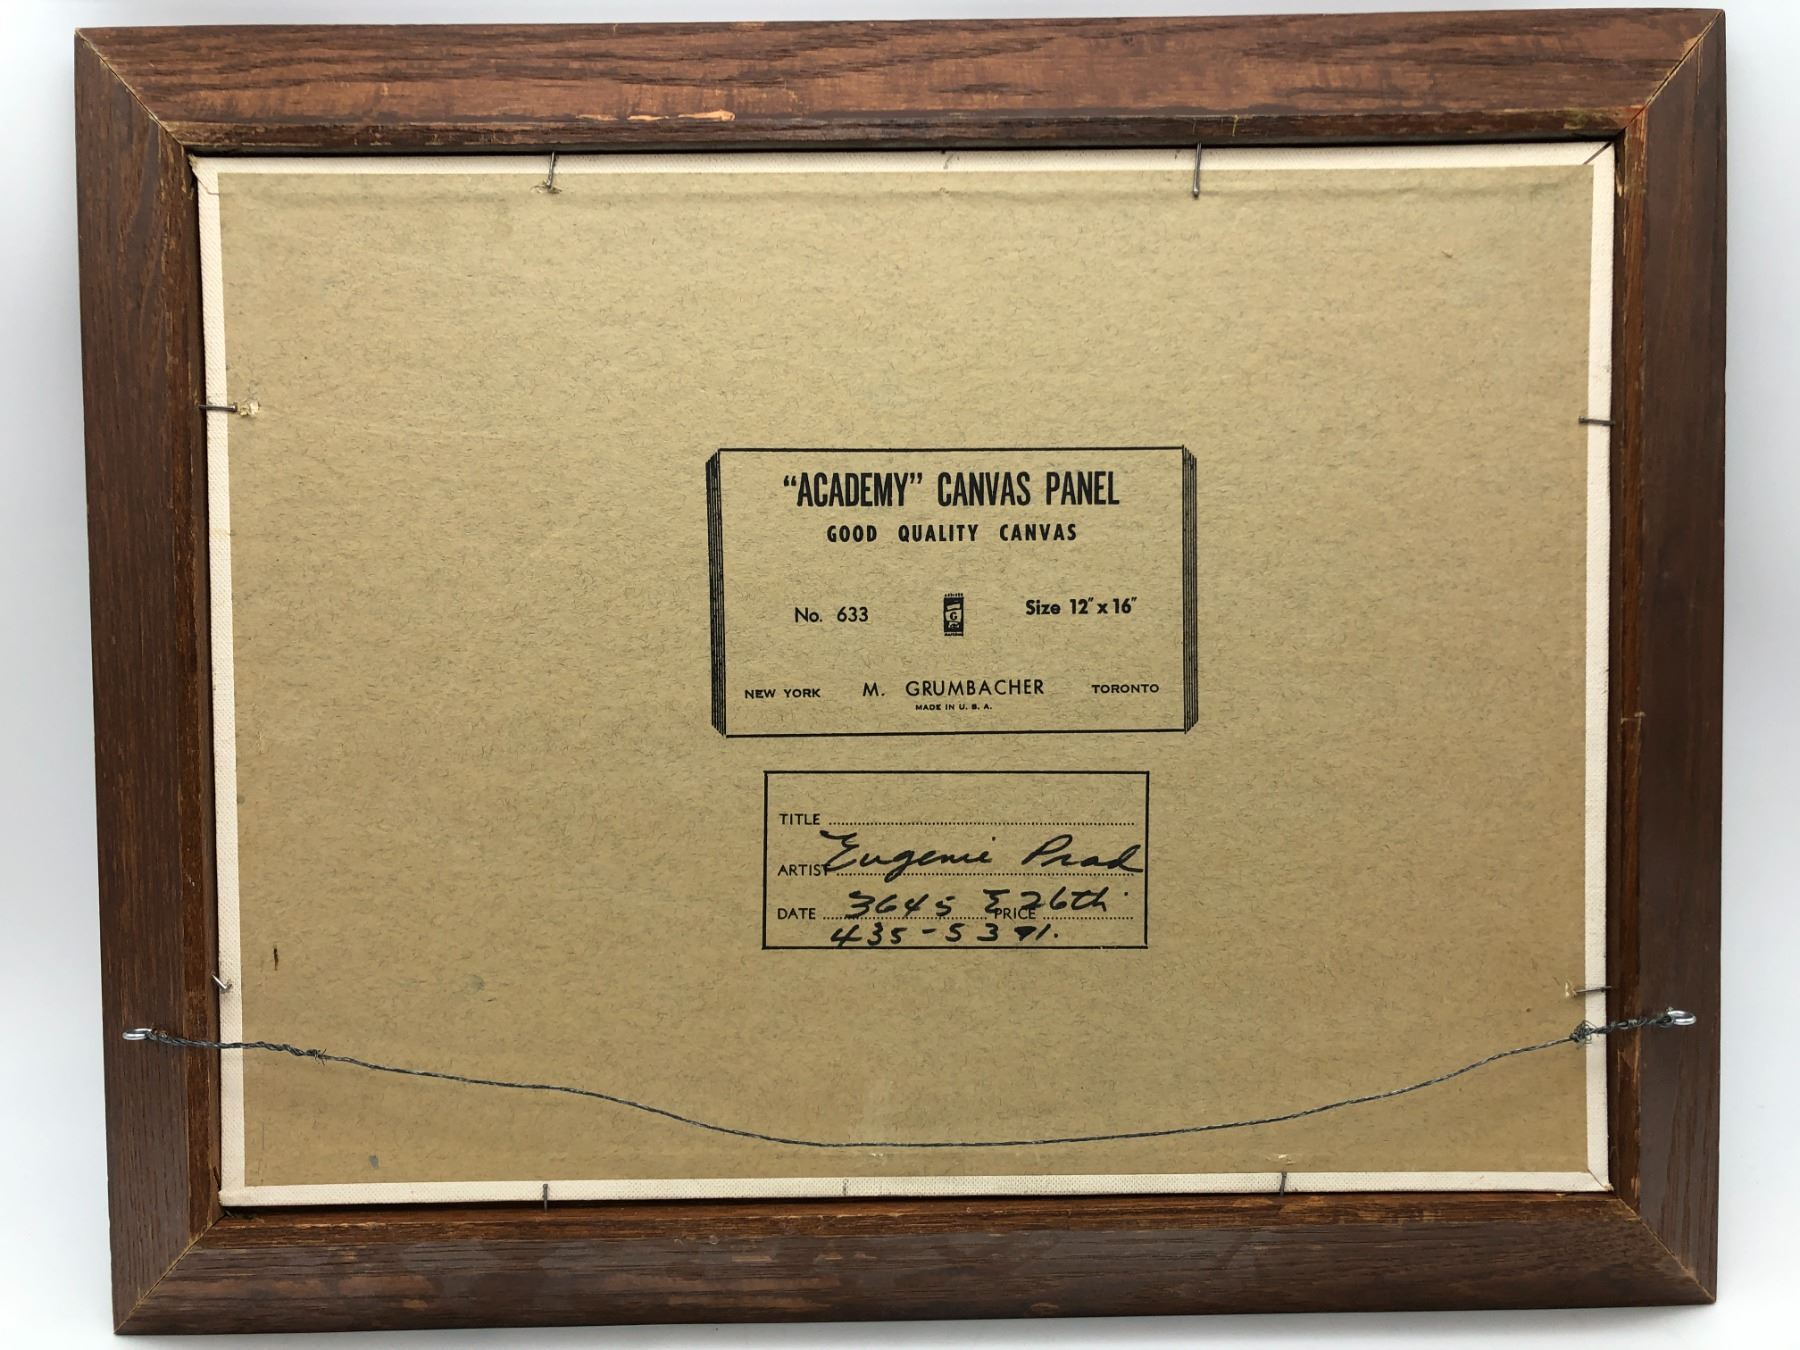 “ACADEMY” CANVAS PANEL
GOOD QUALITY CANVAS
No. 633 G Size 12" x 16"
NEW YORK M. GRUMBACHER TORONTO
MADE IN U. S. A.
TITLE
ARTIST Eugenie Prad
DATE 3645 E 26th PRICE
435-5391.